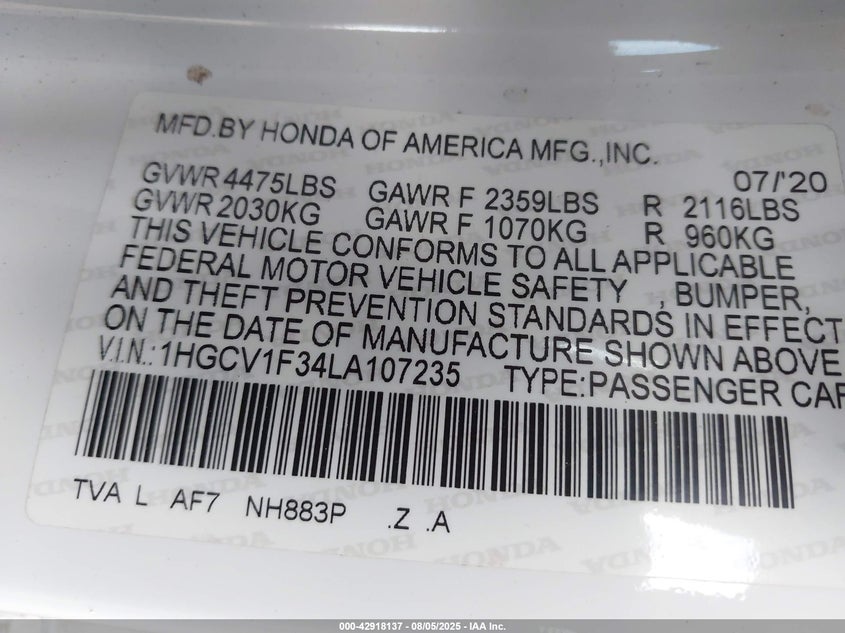 MFD.BY HONDA OF AMERICA MFG.,INC.
07/'20
GVWR 4475LBS GAWR F 2359LBS R 2116LBS
GVWR 2030KG GAWR F 1070KG R 960KG
THIS VEHICLE CONFORMS TO ALL APPLICABLE
FEDERAL MOTOR VEHICLE SAFETY , BUMPER,
AND THEFT PREVENTION STANDARDS IN EFFECT
ON THE DATE OF MANUFACTURE SHOWN ABOVE
V.I.N.:1HGCV1F34LA107235 TYPE:PASSENGER CAR
TVA L AF7 NH883P .Z .A
000-42918137 - 08/05/2025 - IAA Inc.